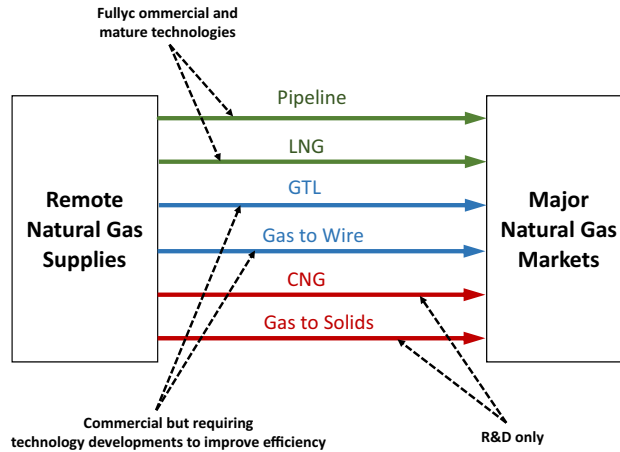 Fullyc ommercial and
mature technologies
Pipeline
LNG
GTL
Gas to Wire
CNG
Gas to Solids
Remote
Natural Gas
Supplies
Major
Natural Gas
Markets
Commercial but requiring
technology developments to improve efficiency
R&D only